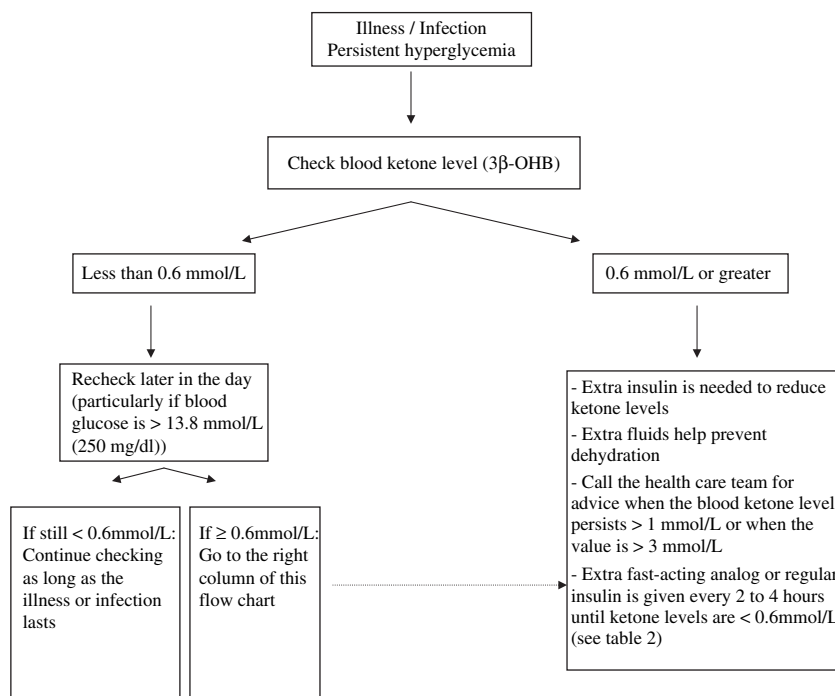 Illness / Infection
Persistent hyperglycemia
Check blood ketone level (3β-OHB)
Less than 0.6 mmol/L
0.6 mmol/L or greater
Recheck later in the day
(particularly if blood
glucose is > 13.8 mmol/L
(250 mg/dl))
- Extra insulin is needed to reduce
ketone levels
- Extra fluids help prevent
dehydration
- Call the health care team for
advice when the blood ketone level
persists > 1 mmol/L or when the
value is > 3 mmol/L
- Extra fast-acting analog or regular
insulin is given every 2 to 4 hours
until ketone levels are < 0.6mmol/L
(see table 2)
If still < 0.6mmol/L:
Continue checking
as long as the
illness or infection
lasts
If ≥ 0.6mmol/L:
Go to the right
column of this
flow chart